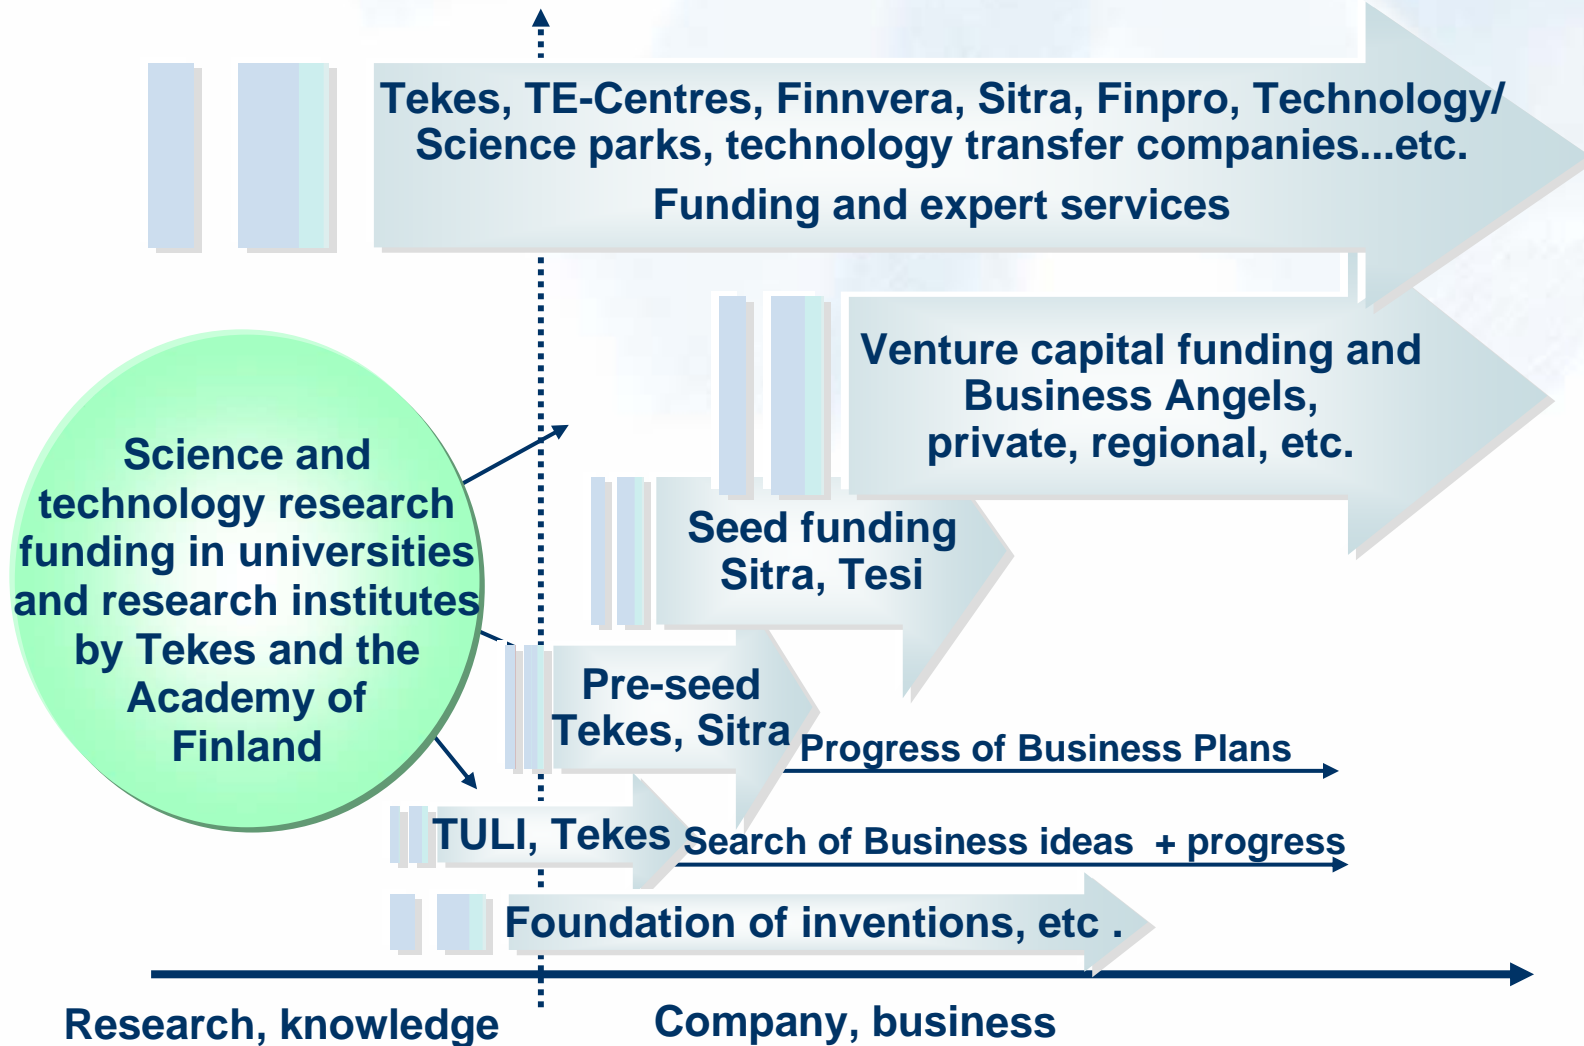 Tekes, TE-Centres, Finnvera, Sitra, Finpro, Technology/
Science parks, technology transfer companies...etc.
Funding and expert services
Venture capital funding and
Business Angels,
private, regional, etc.
Science and
technology research
funding in universities
and research institutes
by Tekes and the
Academy of
Finland
Seed funding
Sitra, Tesi
Pre-seed
Tekes, Sitra
Progress of Business Plans
TULI, Tekes
Search of Business ideas + progress
Foundation of inventions, etc .
Research, knowledge
Company, business